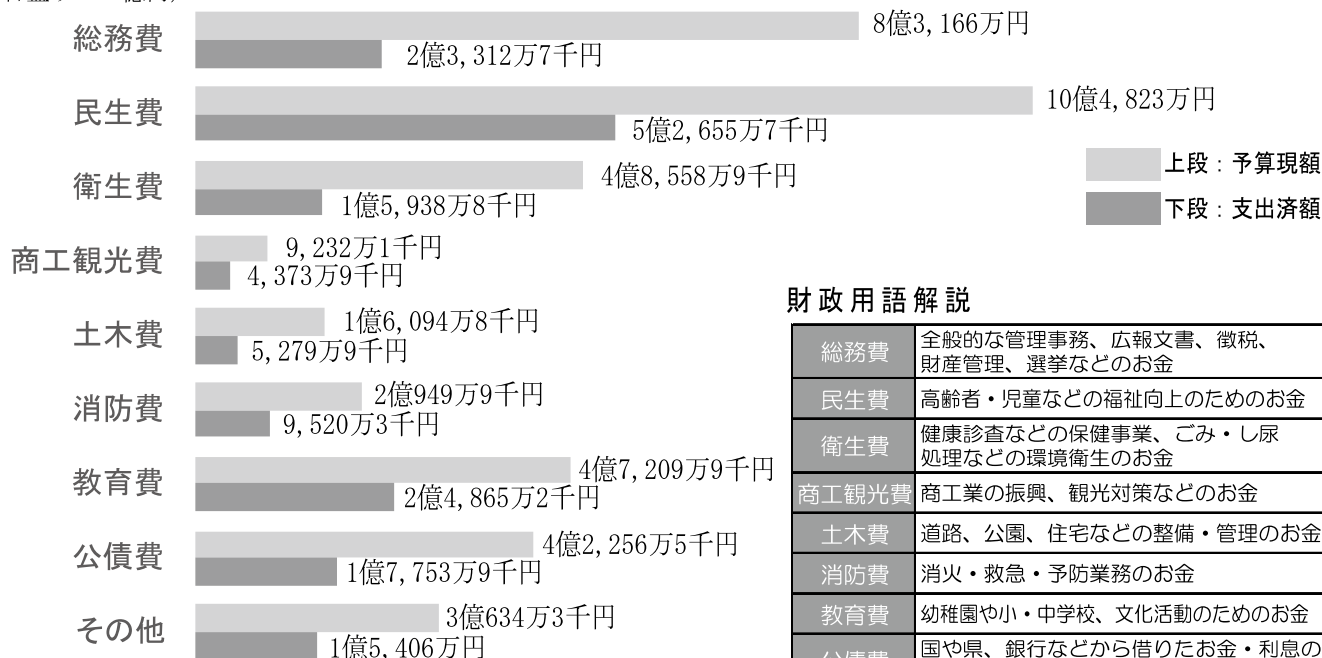 総務費
8億3,166万円
2億3,312万7千円
民生費
10億4,823万円
5億2,655万7千円
衛生費
4億8,558万9千円
1億5,938万8千円
商工観光費
9,232万1千円
4,373万9千円
土木費
1億6,094万8千円
5,279万9千円
消防費
2億949万9千円
9,520万3千円
教育費
4億7,209万9千円
2億4,865万2千円
公債費
4億2,256万5千円
1億7,753万9千円
その他
3億634万3千円
1億5,406万円
上段：予算現額
下段：支出済額
財政用語解説
総務費 全般的な管理事務、広報文書、徴税、
財産管理、選挙などのお金
民生費 高齢者・児童などの福祉向上のためのお金
衛生費 健康診査などの保健事業、ごみ・し尿
処理などの環境衛生のお金
商工観光費 商工業の振興、観光対策などのお金
土木費 道路、公園、住宅などの整備・管理のお金
消防費 消火・救急・予防業務のお金
教育費 幼稚園や小・中学校、文化活動のためのお金
公債費 国や県、銀行などから借りたお金・利息の